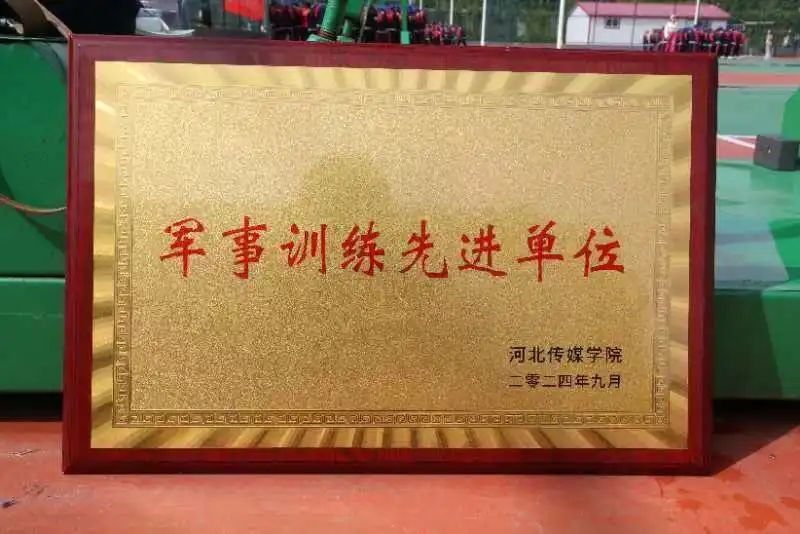 军事训练先进单位
河北传媒学院
二零二四年九月